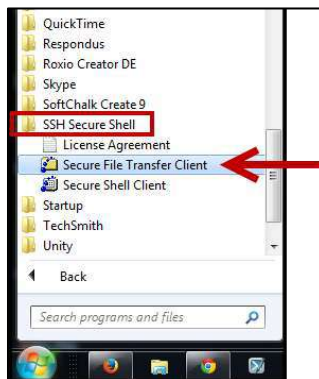 QuickTime
Respondus
Roxio Creator DE
Skype
SoftChalk Create 9
SSH Secure Shell
License Agreement
Secure File Transfer Client
Secure Shell Client
Startup
TechSmith
Unity
Back
Search programs and files